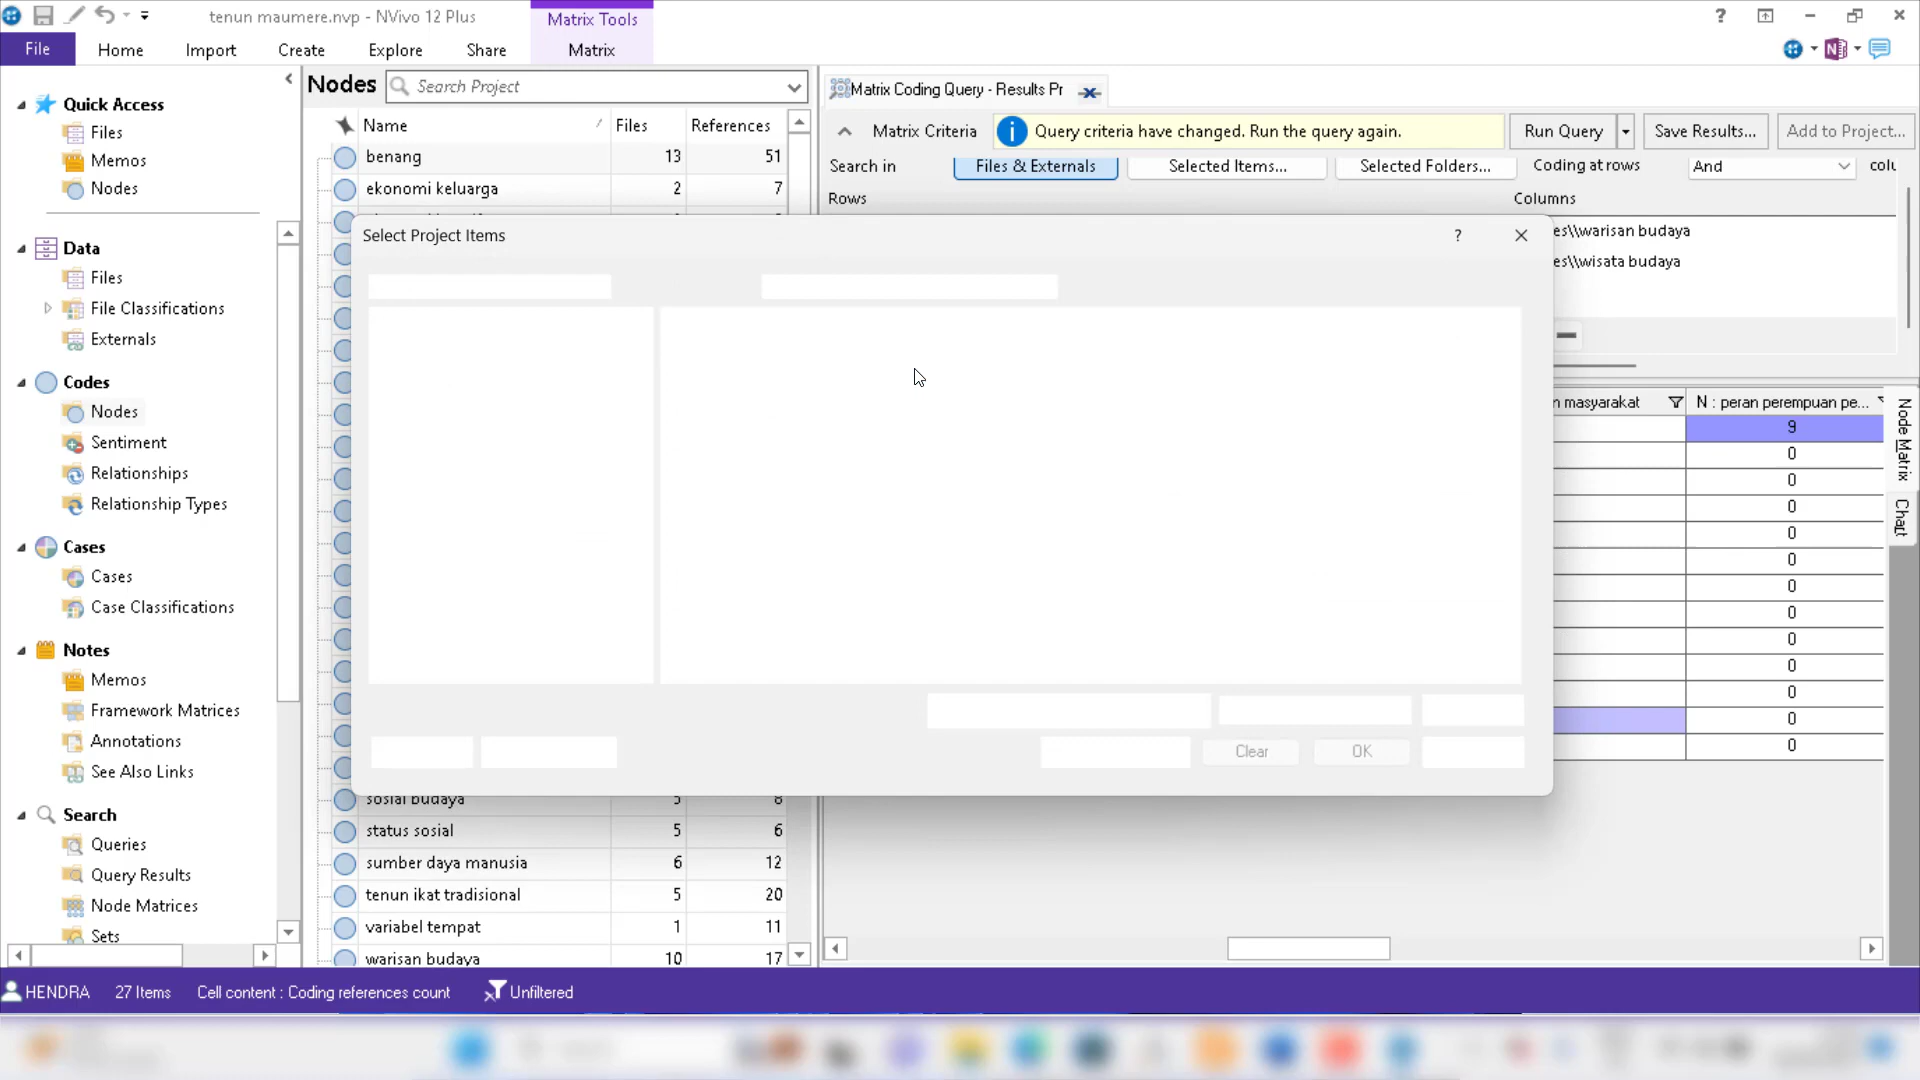 tenun maumere.nvp - NVivo 12 Plus
Matrix Tools
?
File
Home
Import
Create
Explore
Share
Matrix
Quick Access
Files
Memos
Nodes
Data
Files
File Classifications
Externals
Codes
Nodes
Sentiment
Relationships
Relationship Types
Cases
Cases
Case Classifications
Notes
Memos
Framework Matrices
Annotations
See Also Links
Search
Queries
Query Results
Node Matrices
Sets
Nodes
Search Project
Name Files References
benang 13 51
ekonomi keluarga 2 7
sosial budaya 5 8
status sosial 5 6
sumber daya manusia 6 12
tenun ikat tradisional 5 20
variabel tempat 1 11
warisan budaya 10 17
Matrix Coding Query - Results Pr
Matrix Criteria
Query criteria have changed. Run the query again.
Run Query
Save Results...
Add to Project...
Search in
Files & Externals
Selected Items...
Selected Folders...
Coding at rows
And
colu
Rows
Columns
es\\warisan budaya
es\\wisata budaya
Select Project Items
?
Clear
OK
n masyarakat
N : peran perempuan pe...
9
0
0
0
0
0
0
0
0
0
0
0
0
Node Matrix
Chart
HENDRA
27 Items
Cell content : Coding references count
Unfiltered